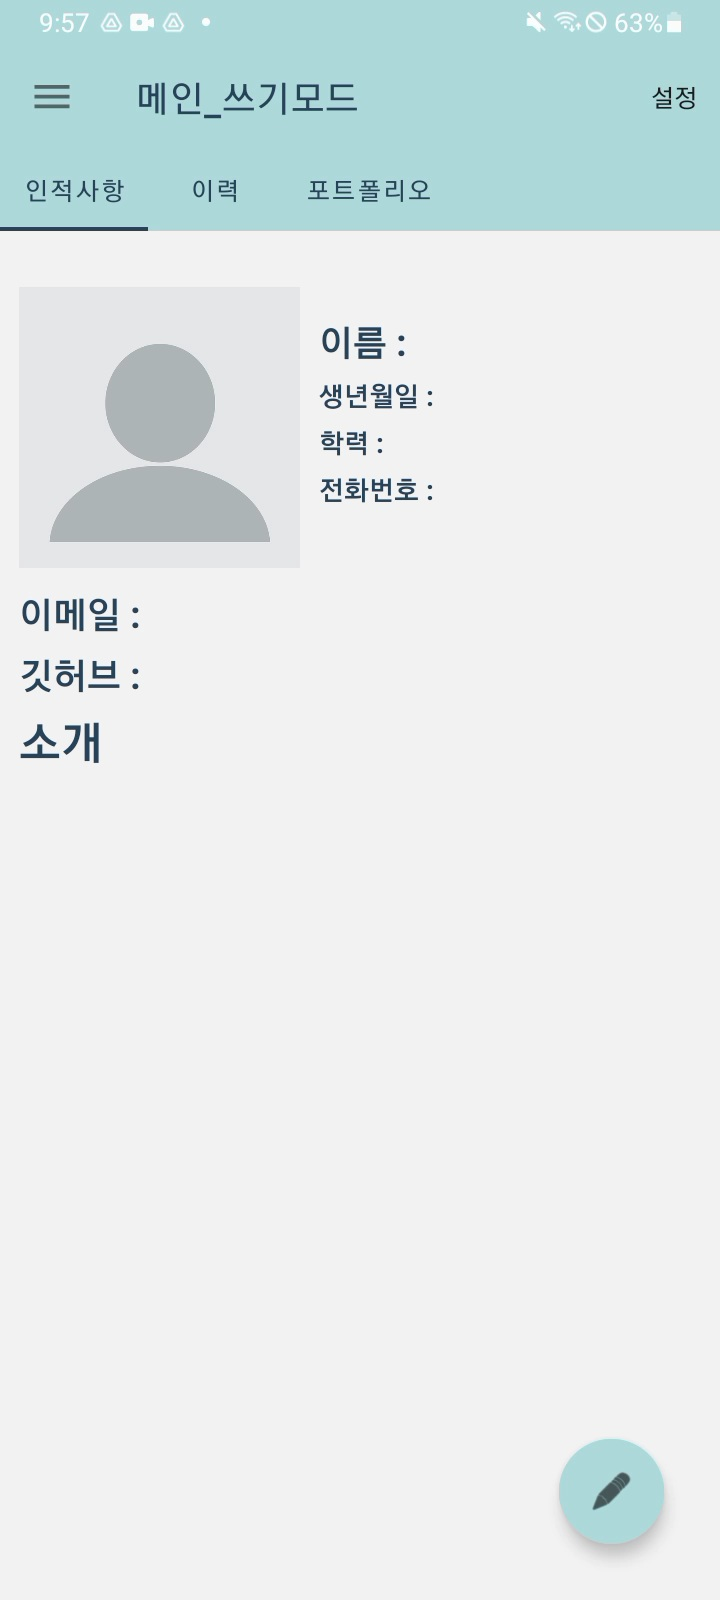 9:57 63%
메인_쓰기모드 설정
인적사항 이력 포트폴리오
이름 :
생년월일 :
학력 :
전화번호 :
이메일 :
깃허브 :
소개